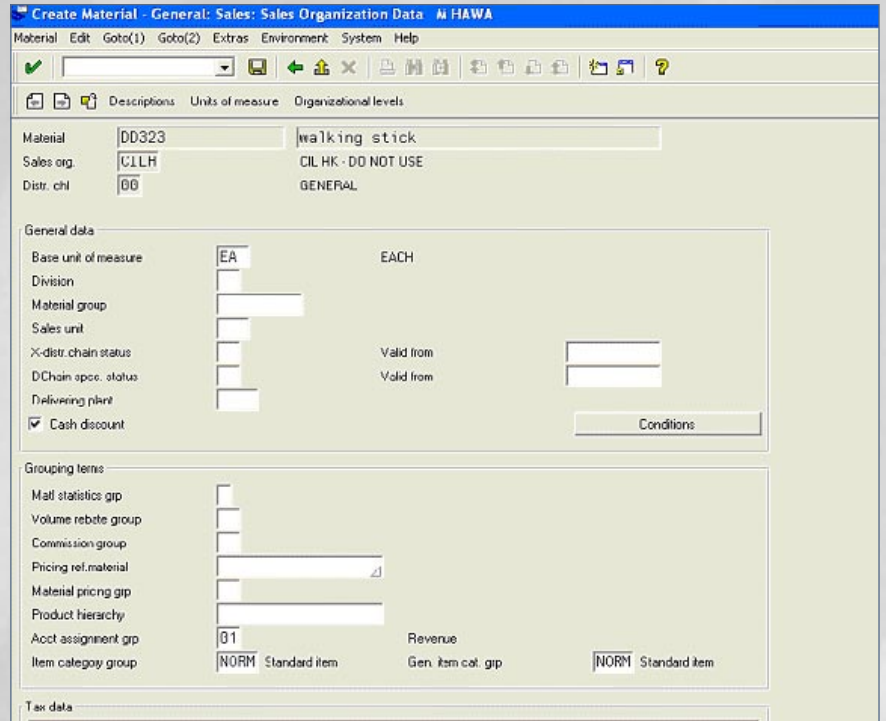 Create Material - General: Sales: Sales Organization Data M HAWA
Material Edit Goto(1) Goto(2) Extras Environment System Help
Descriptions Units of measure Organizational levels
Material DD323 walking stick
Sales org. CILH CIL HK - DO NOT USE
Distr. chl 00 GENERAL
General data
Base unit of measure EA EACH
Division
Material group
Sales unit
X-distr.chain status Valid from
DChain spec. status Valid from
Delivering plant
Cash discount Conditions
Grouping terms
Matl statistics grp
Volume rebate group
Commission group
Pricing ref.material
Material pricing grp
Product hierarchy
Acct assignment grp 01 Revenue
Item category group NORM Standard item Gen. item cat. grp NORM Standard item
Tax data